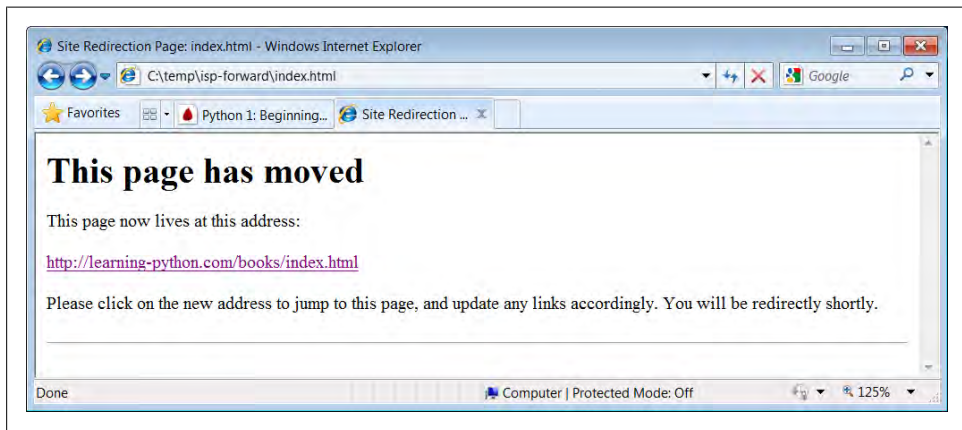 Site Redirection Page: index.html - Windows Internet Explorer
C:\temp\isp-forward\index.html
Google
Favorites
Python 1: Beginning...
Site Redirection ...
This page has moved
This page now lives at this address:
http://learning-python.com/books/index.html
Please click on the new address to jump to this page, and update any links accordingly. You will be redirectly shortly.
Done
Computer | Protected Mode: Off
125%